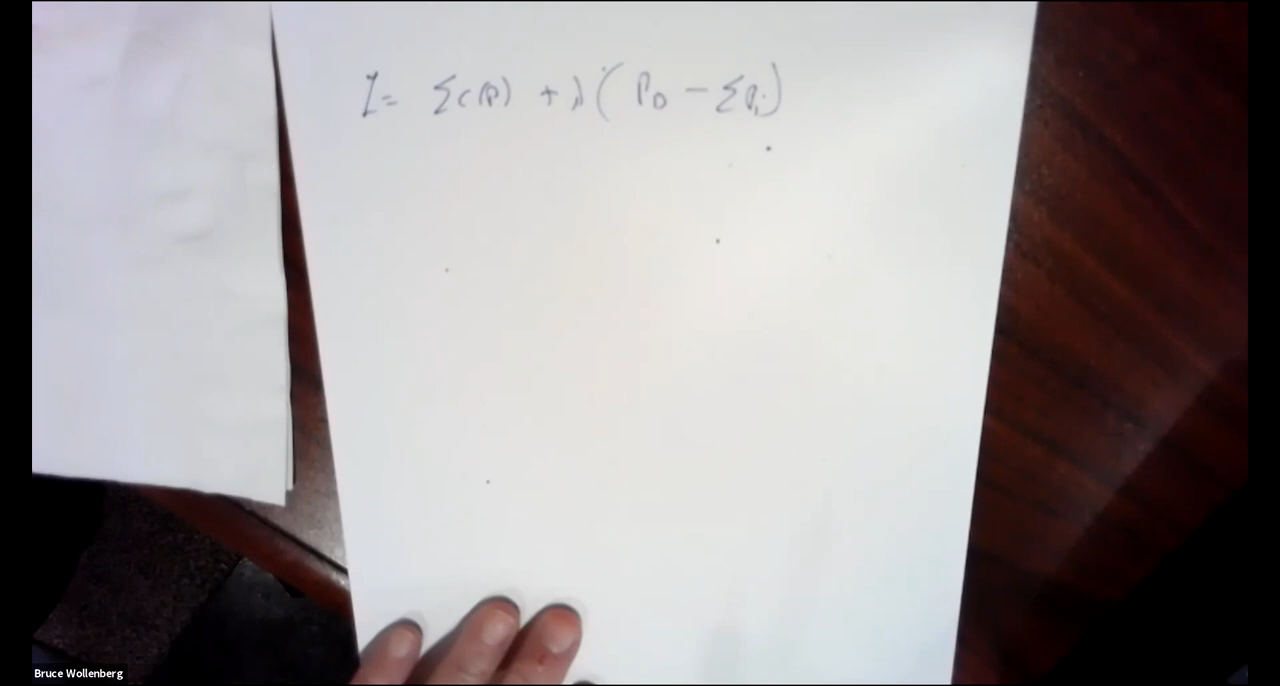 L = ΣC(P) + λ(P_D − ΣP_i)
Bruce Wollenberg